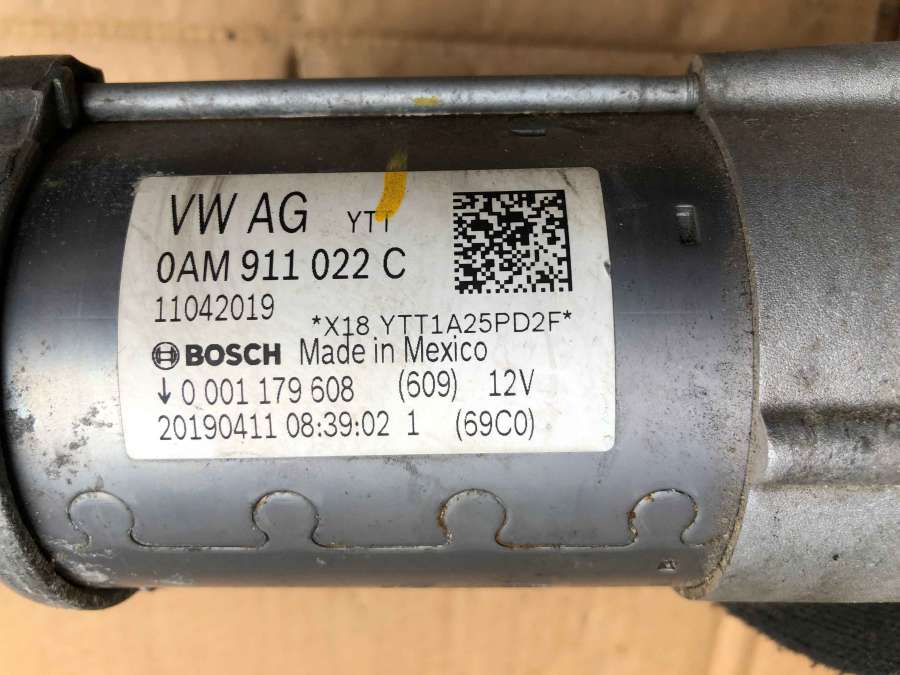 VW AG YTT
0AM 911 022 C
11042019
*X18 YTT1A25PD2F*
BOSCH Made in Mexico
↓ 0 001 179 608 (609) 12V
20190411 08:39:02 1 (69C0)